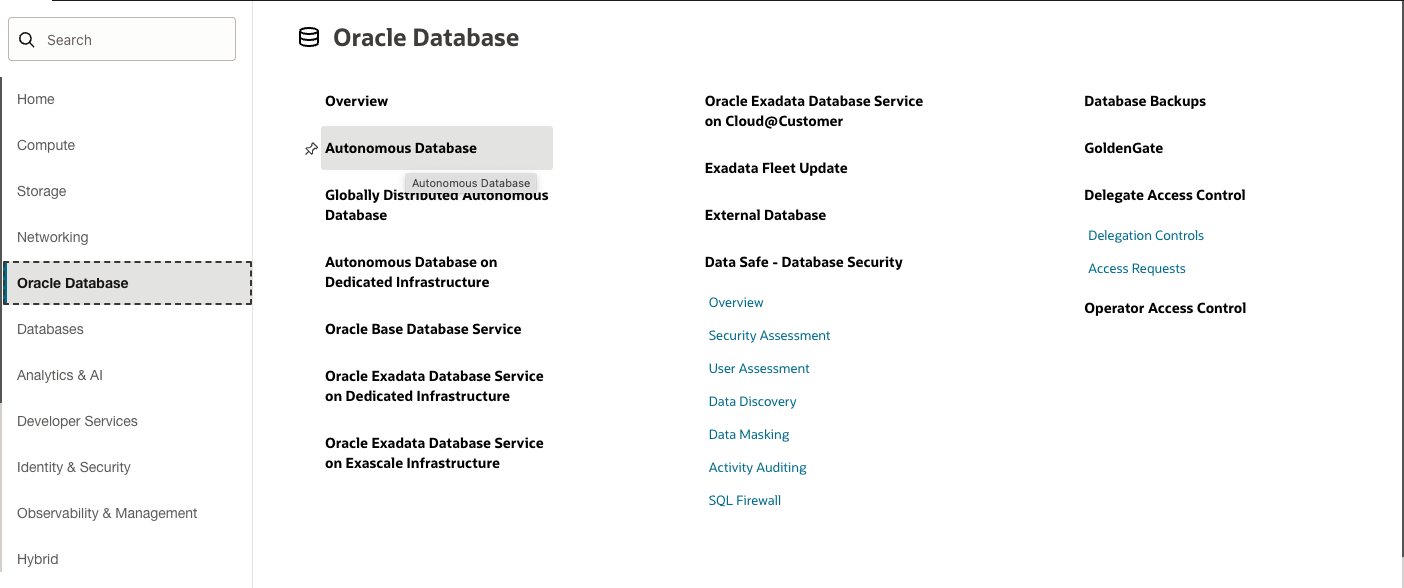 Search
Home
Compute
Storage
Networking
Oracle Database
Databases
Analytics & AI
Developer Services
Identity & Security
Observability & Management
Hybrid
Oracle Database
Overview
Autonomous Database
Autonomous Database
Globally Distributed Autonomous
Database
Autonomous Database on
Dedicated Infrastructure
Oracle Base Database Service
Oracle Exadata Database Service
on Dedicated Infrastructure
Oracle Exadata Database Service
on Exascale Infrastructure
Oracle Exadata Database Service
on Cloud@Customer
Exadata Fleet Update
External Database
Data Safe - Database Security
Overview
Security Assessment
User Assessment
Data Discovery
Data Masking
Activity Auditing
SQL Firewall
Database Backups
GoldenGate
Delegate Access Control
Delegation Controls
Access Requests
Operator Access Control